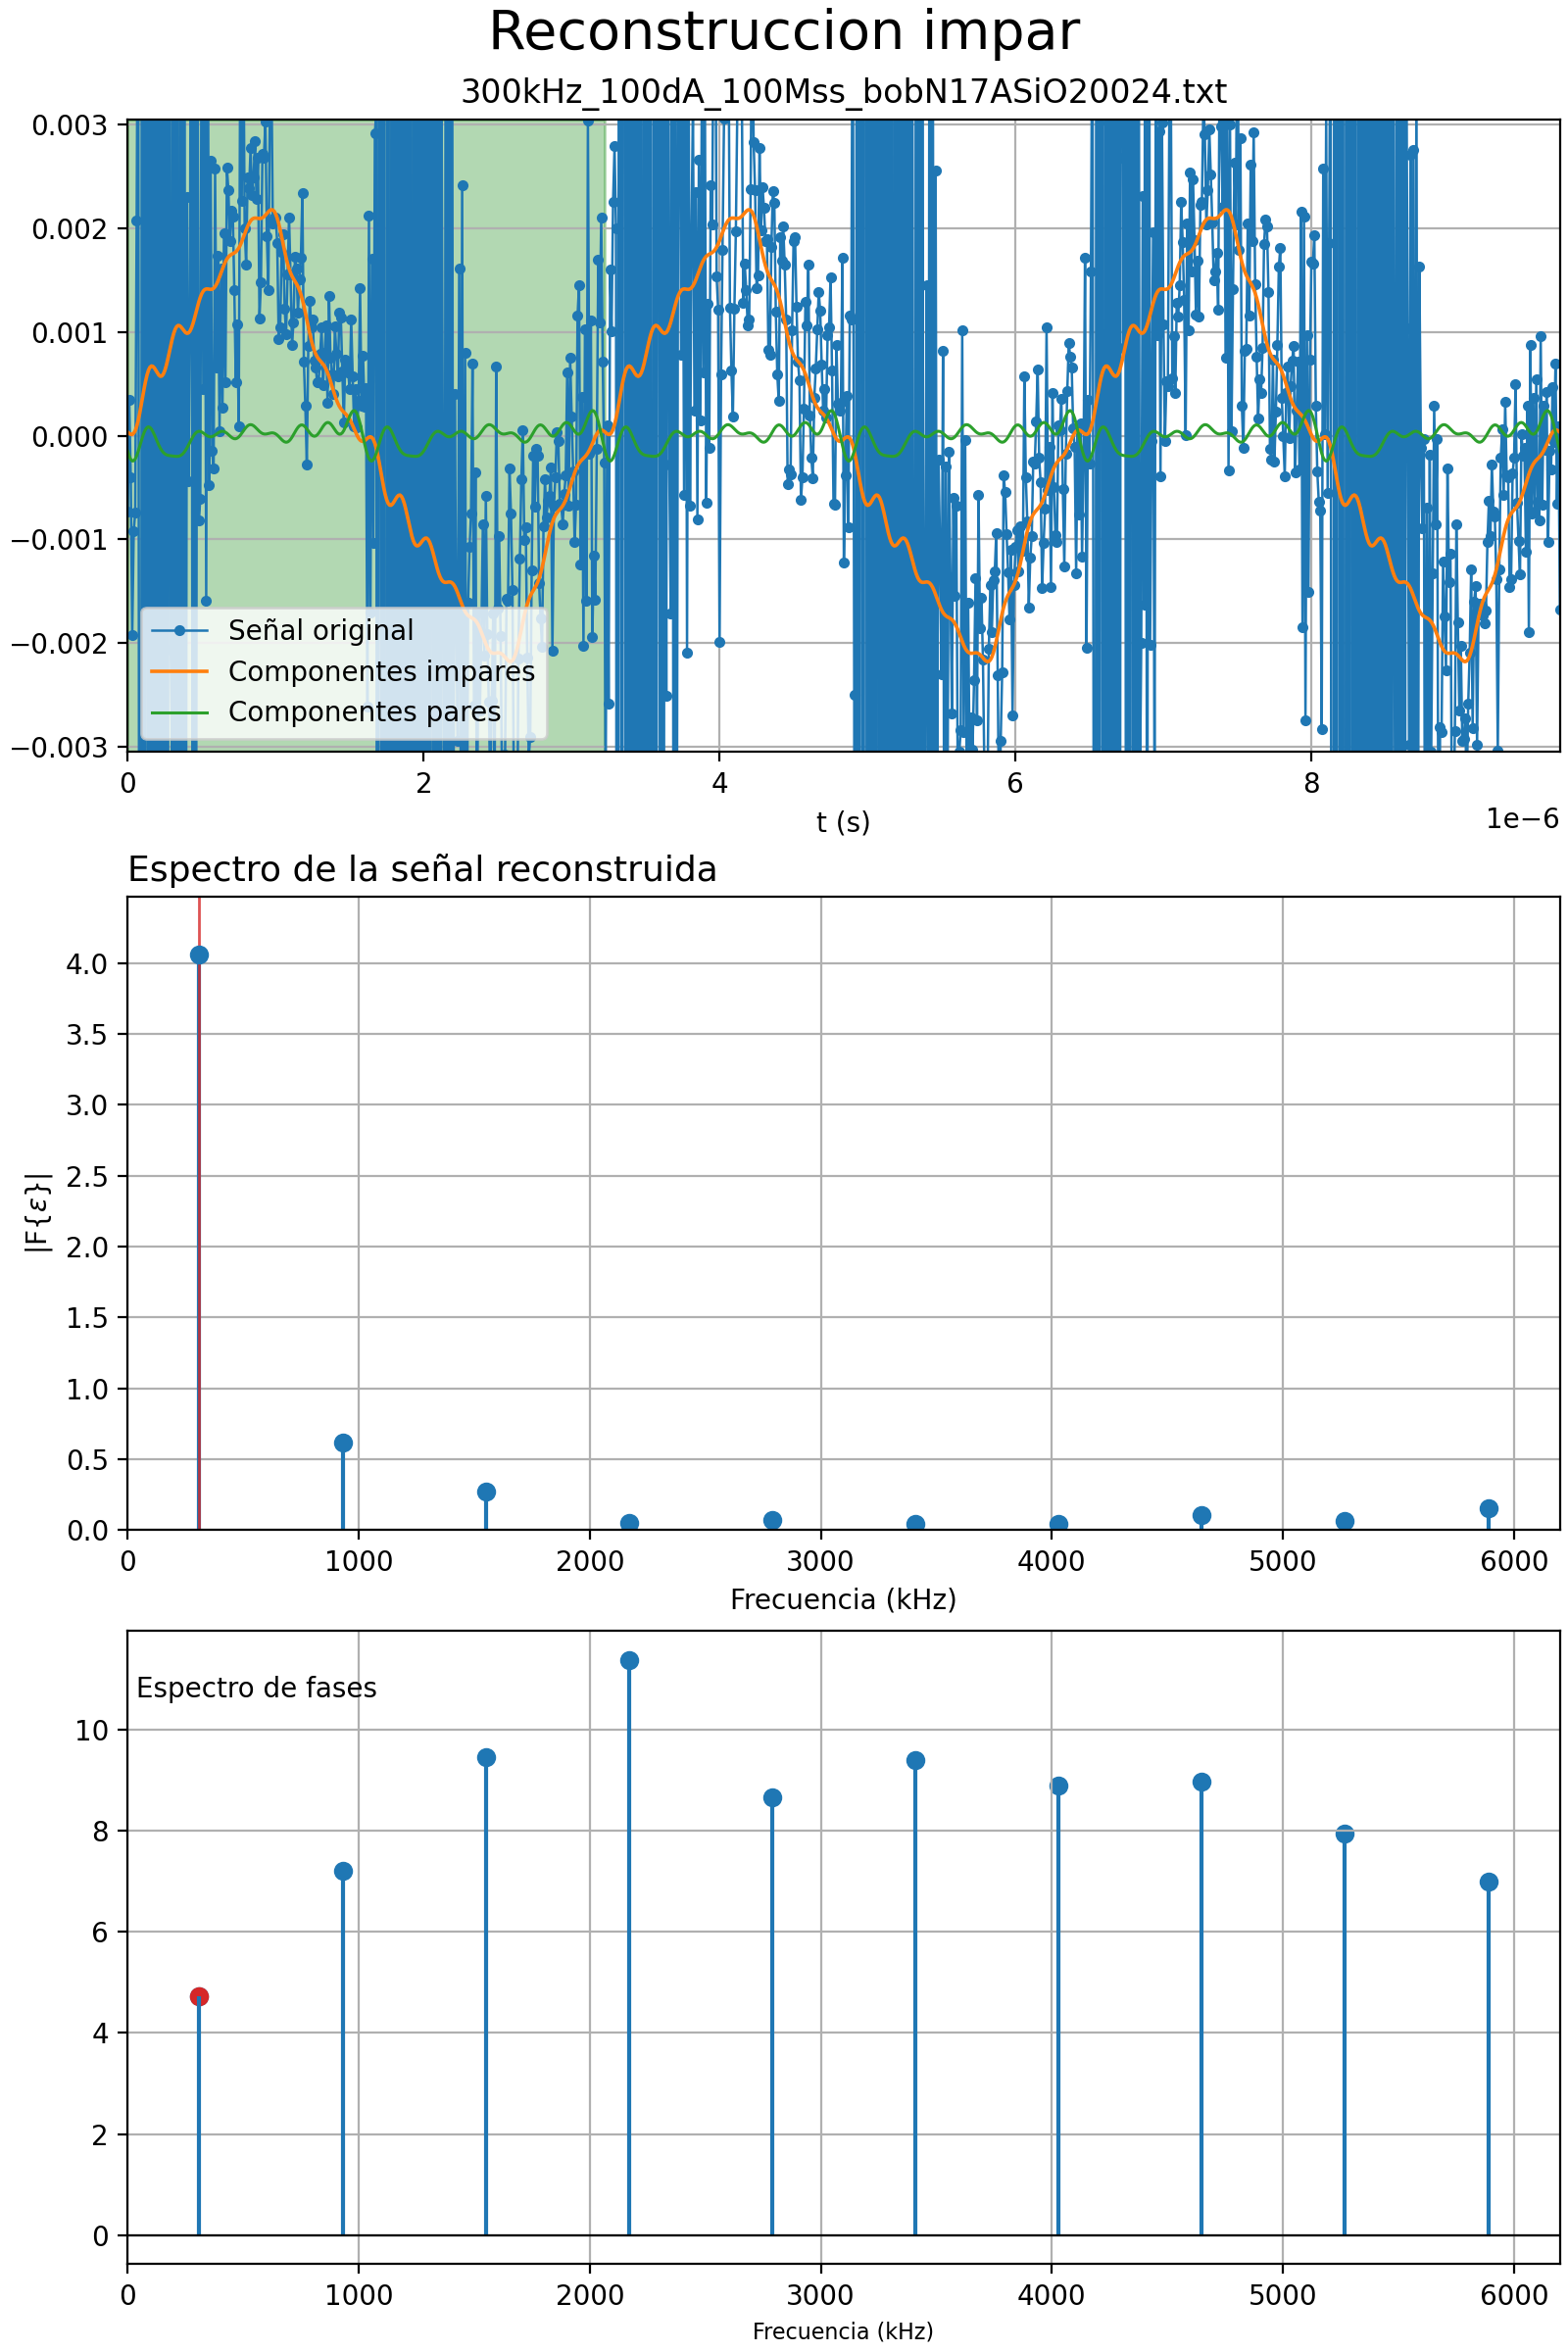 Reconstruccion impar
300kHz_100dA_100Mss_bobN17ASiO20024.txt
0.003
0.002
0.001
0.000
−0.001
−0.002
−0.003
Señal original
Componentes impares
Componentes pares
0 2 4 6 8
1e−6
t (s)
Espectro de la señal reconstruida
4.0
3.5
3.0
2.5
2.0
1.5
1.0
0.5
0.0
|F{ε}|
0 1000 2000 3000 4000 5000 6000
Frecuencia (kHz)
Espectro de fases
10
8
6
4
2
0
0 1000 2000 3000 4000 5000 6000
Frecuencia (kHz)